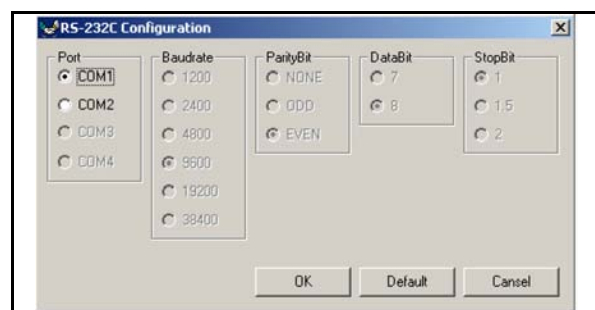 RS-232C Configuration
Port
COM1
COM2
COM3
COM4
Baudrate
1200
2400
4800
9600
19200
38400
ParityBit
NONE
ODD
EVEN
DataBit
7
8
StopBit
1
1.5
2
OK
Default
Cansel